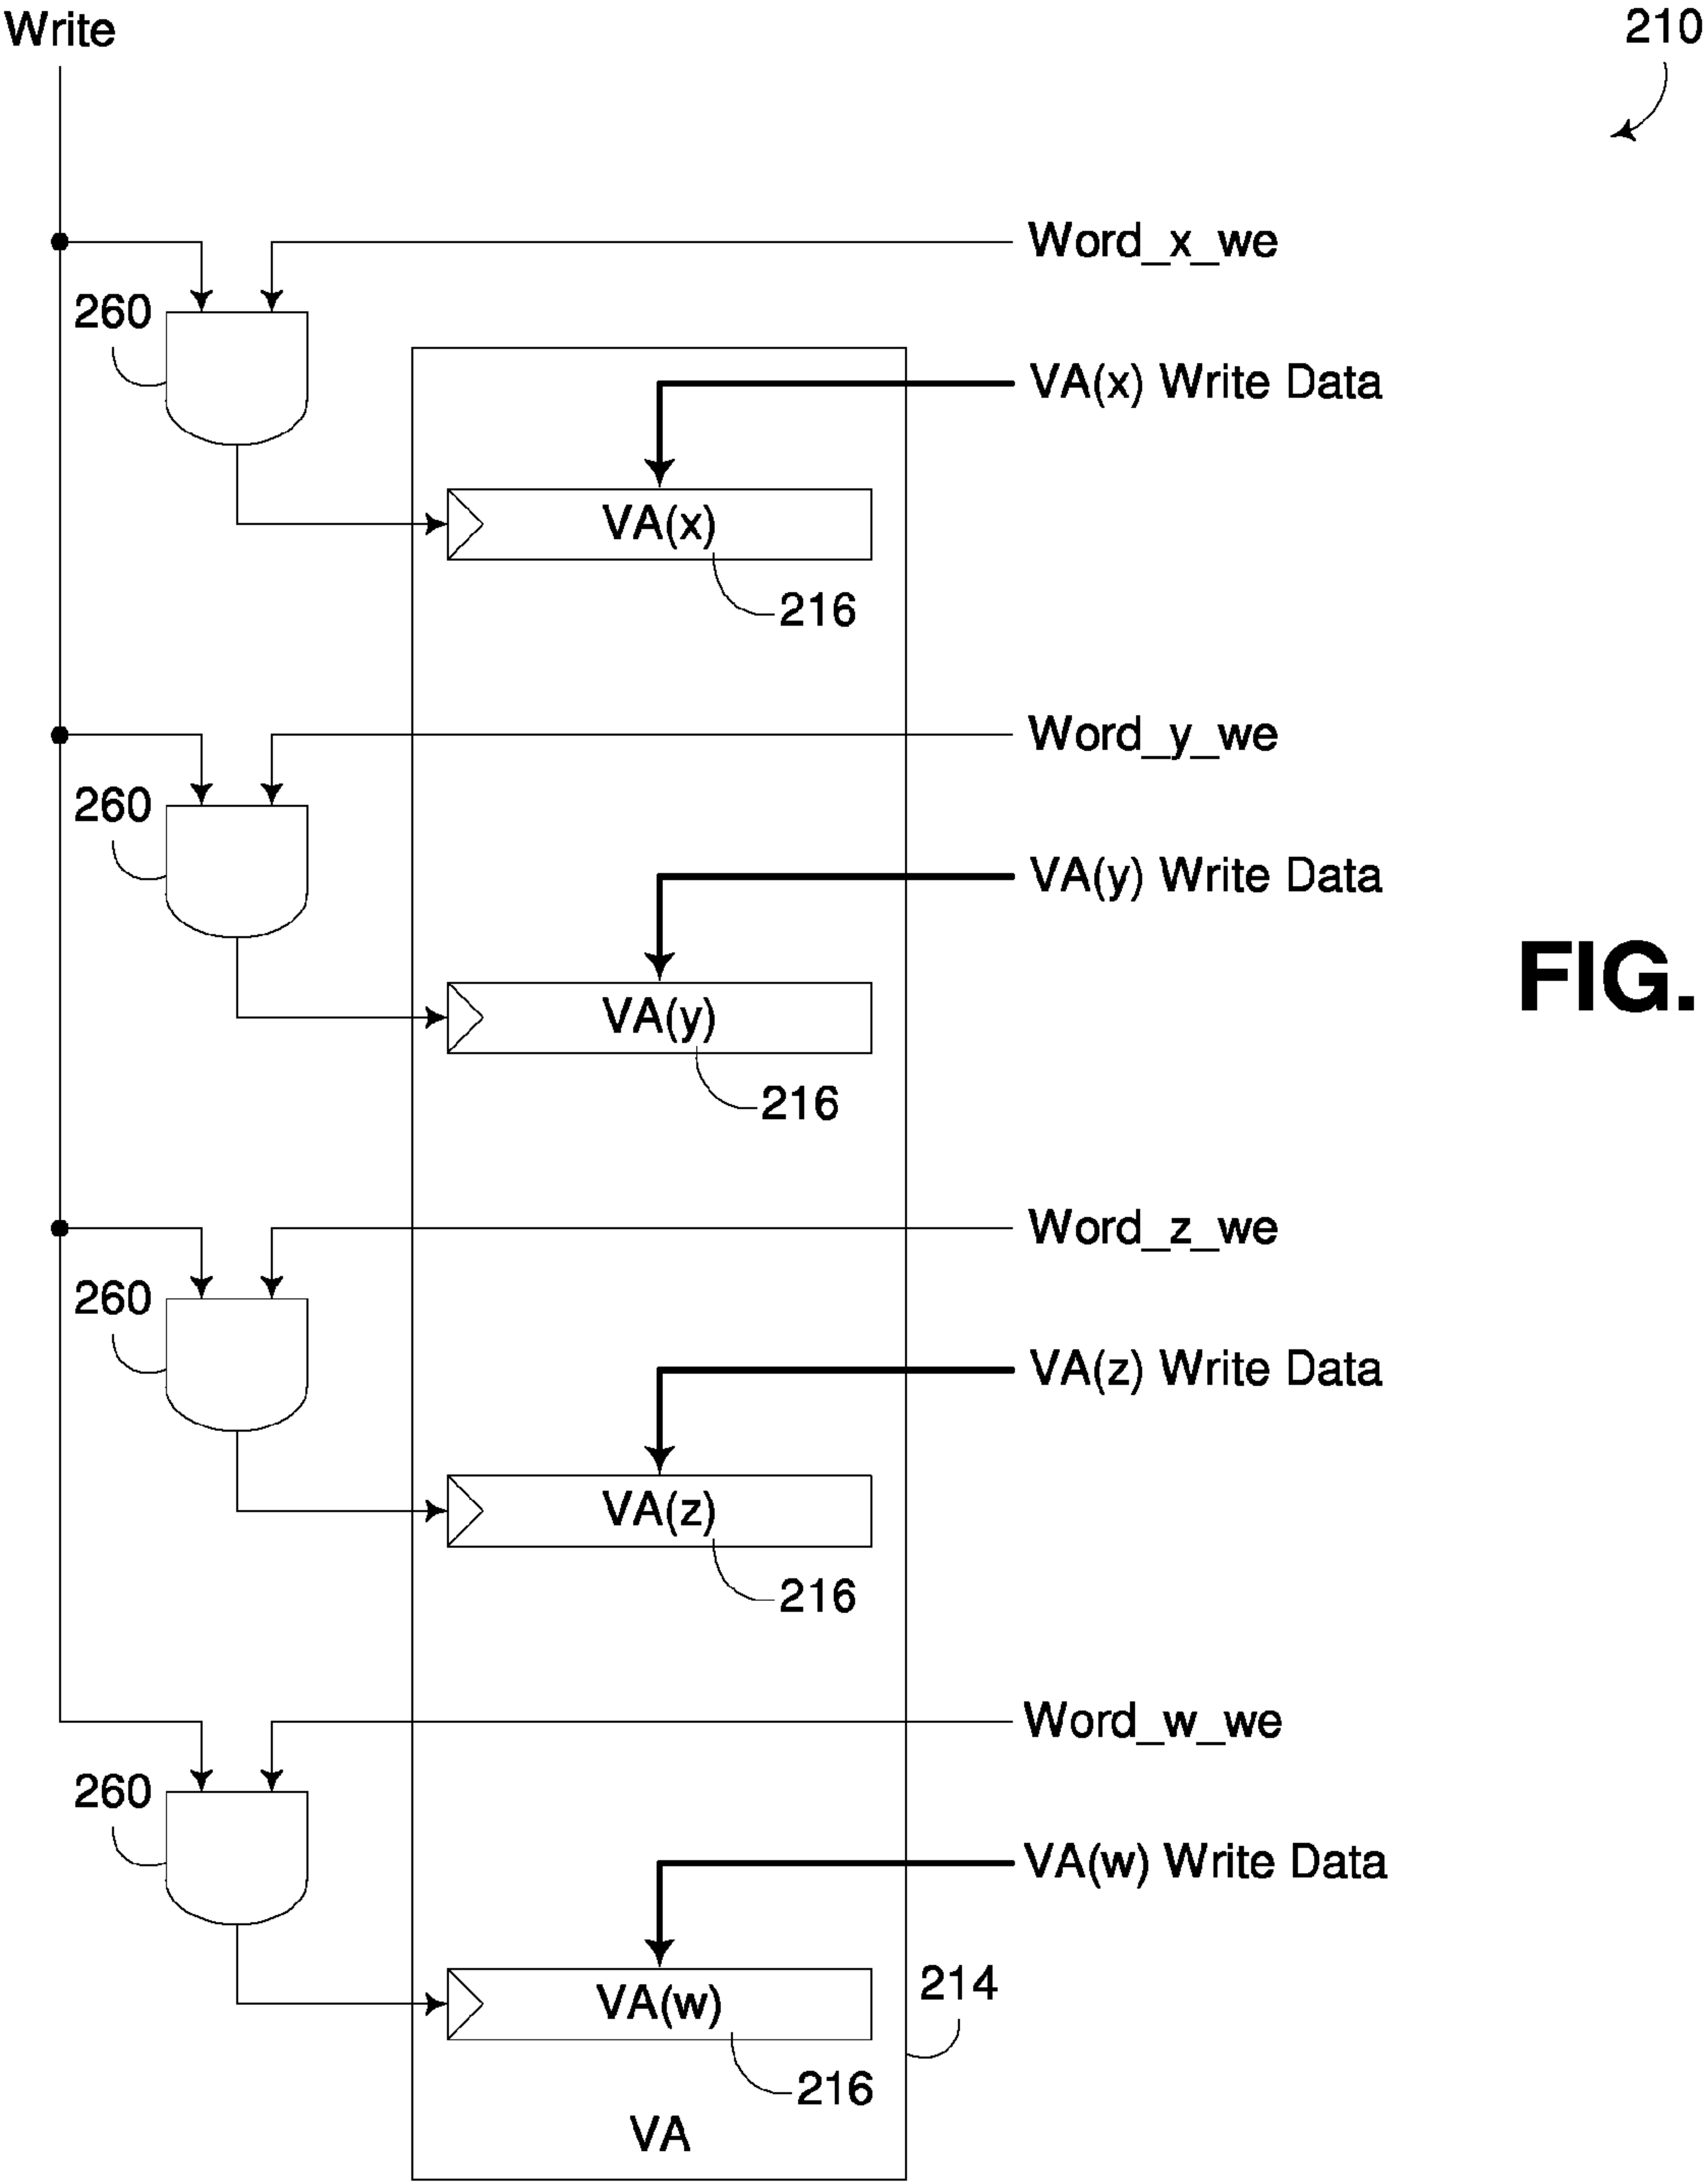 Write
210
Word_x_we
260
VA(x) Write Data
VA(x)
216
Word_y_we
260
VA(y) Write Data
FIG.
VA(y)
216
Word_z_we
260
VA(z) Write Data
VA(z)
216
Word_w_we
260
VA(w) Write Data
214
VA(w)
216
VA